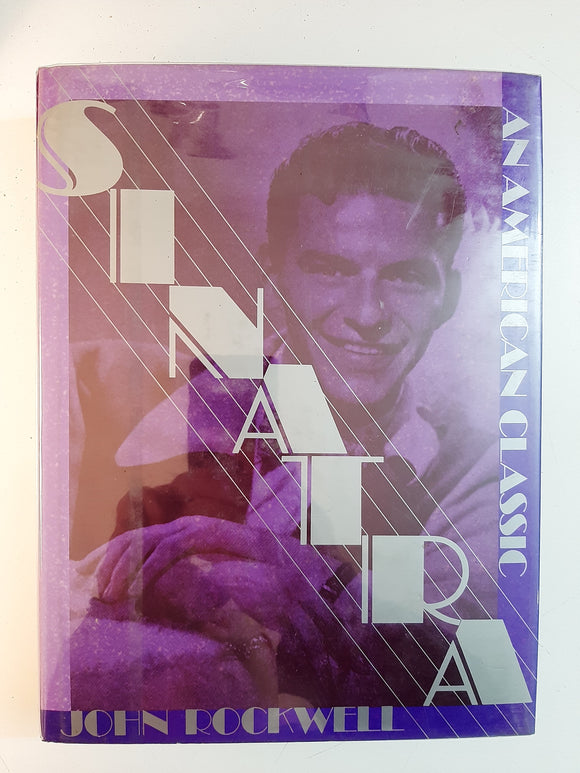 SINATRA
AN AMERICAN CLASSIC
JOHN ROCKWELL